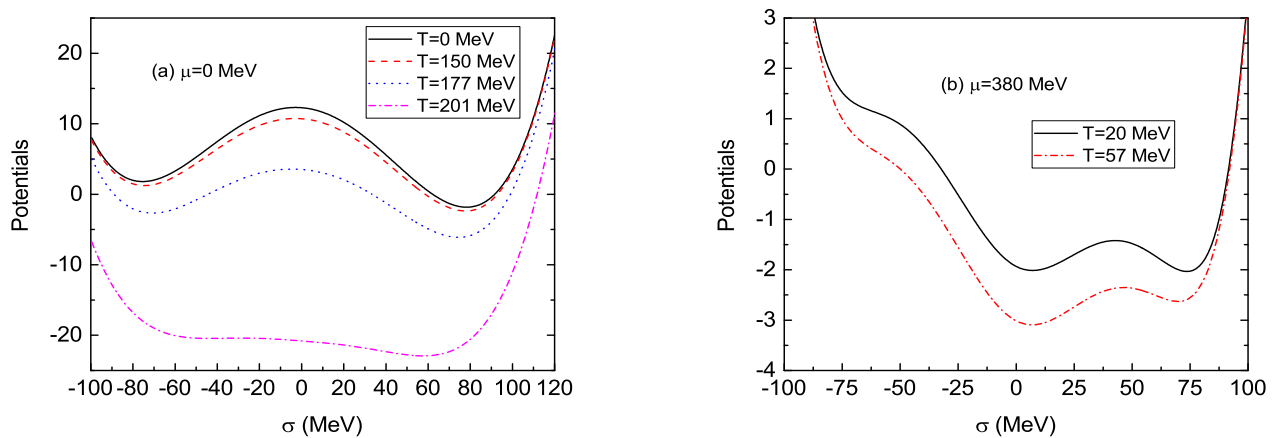 (a) μ=0 MeV
T=0 MeV
T=150 MeV
T=177 MeV
T=201 MeV
Potentials
20
10
0
-10
-20
-100 -80 -60 -40 -20 0 20 40 60 80 100 120
σ (MeV)
(b) μ=380 MeV
T=20 MeV
T=57 MeV
Potentials
3
2
1
0
-1
-2
-3
-4
-100 -75 -50 -25 0 25 50 75 100
σ (MeV)